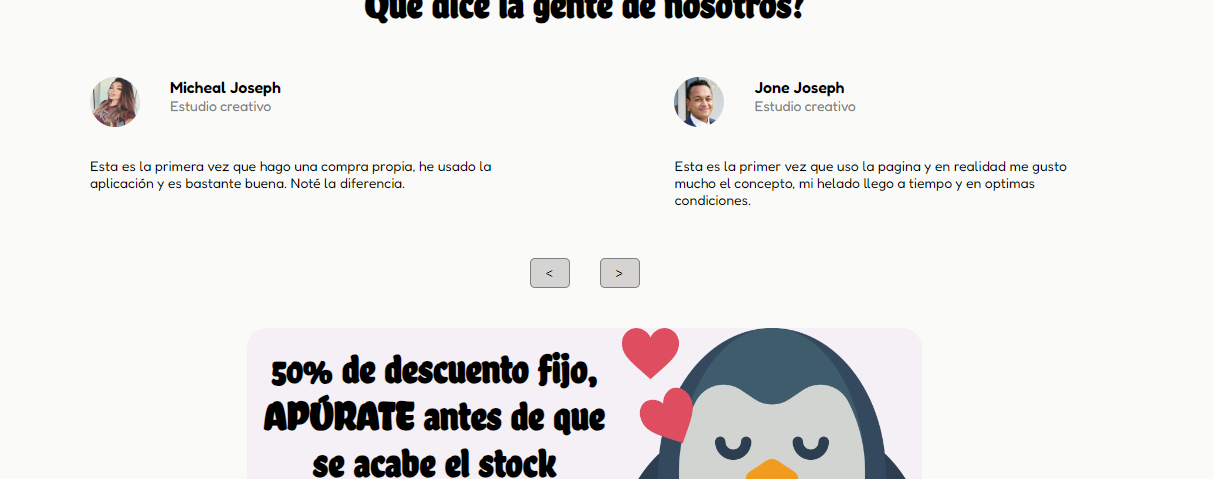 Que dice la gente de nosotros?
Micheal Joseph
Estudio creativo
Esta es la primera vez que hago una compra propia, he usado la
aplicación y es bastante buena. Noté la diferencia.
Jone Joseph
Estudio creativo
Esta es la primer vez que uso la pagina y en realidad me gusto
mucho el concepto, mi helado llego a tiempo y en optimas
condiciones.
< >
50% de descuento fijo,
APÚRATE antes de que
se acabe el stock